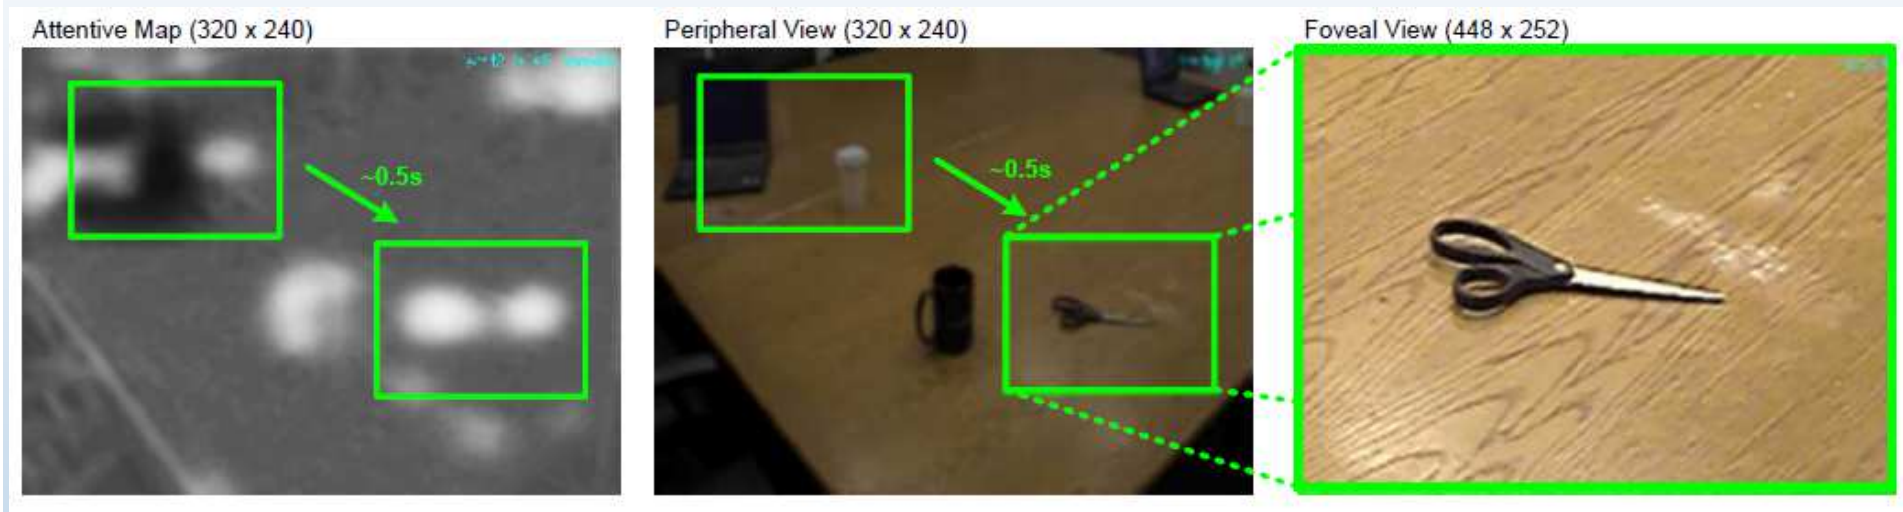 Attentive Map (320 x 240)
Peripheral View (320 x 240)
Foveal View (448 x 252)
~0.5s
~0.5s